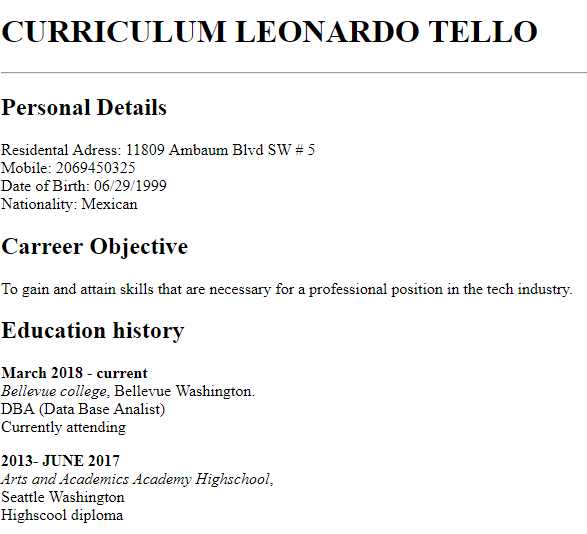 CURRICULUM LEONARDO TELLO
Personal Details
Residental Adress: 11809 Ambaum Blvd SW # 5
Mobile: 2069450325
Date of Birth: 06/29/1999
Nationality: Mexican
Carreer Objective
To gain and attain skills that are necessary for a professional position in the tech industry.
Education history
March 2018 - current
Bellevue college, Bellevue Washington.
DBA (Data Base Analist)
Currently attending
2013- JUNE 2017
Arts and Academics Academy Highschool,
Seattle Washington
Highscool diploma